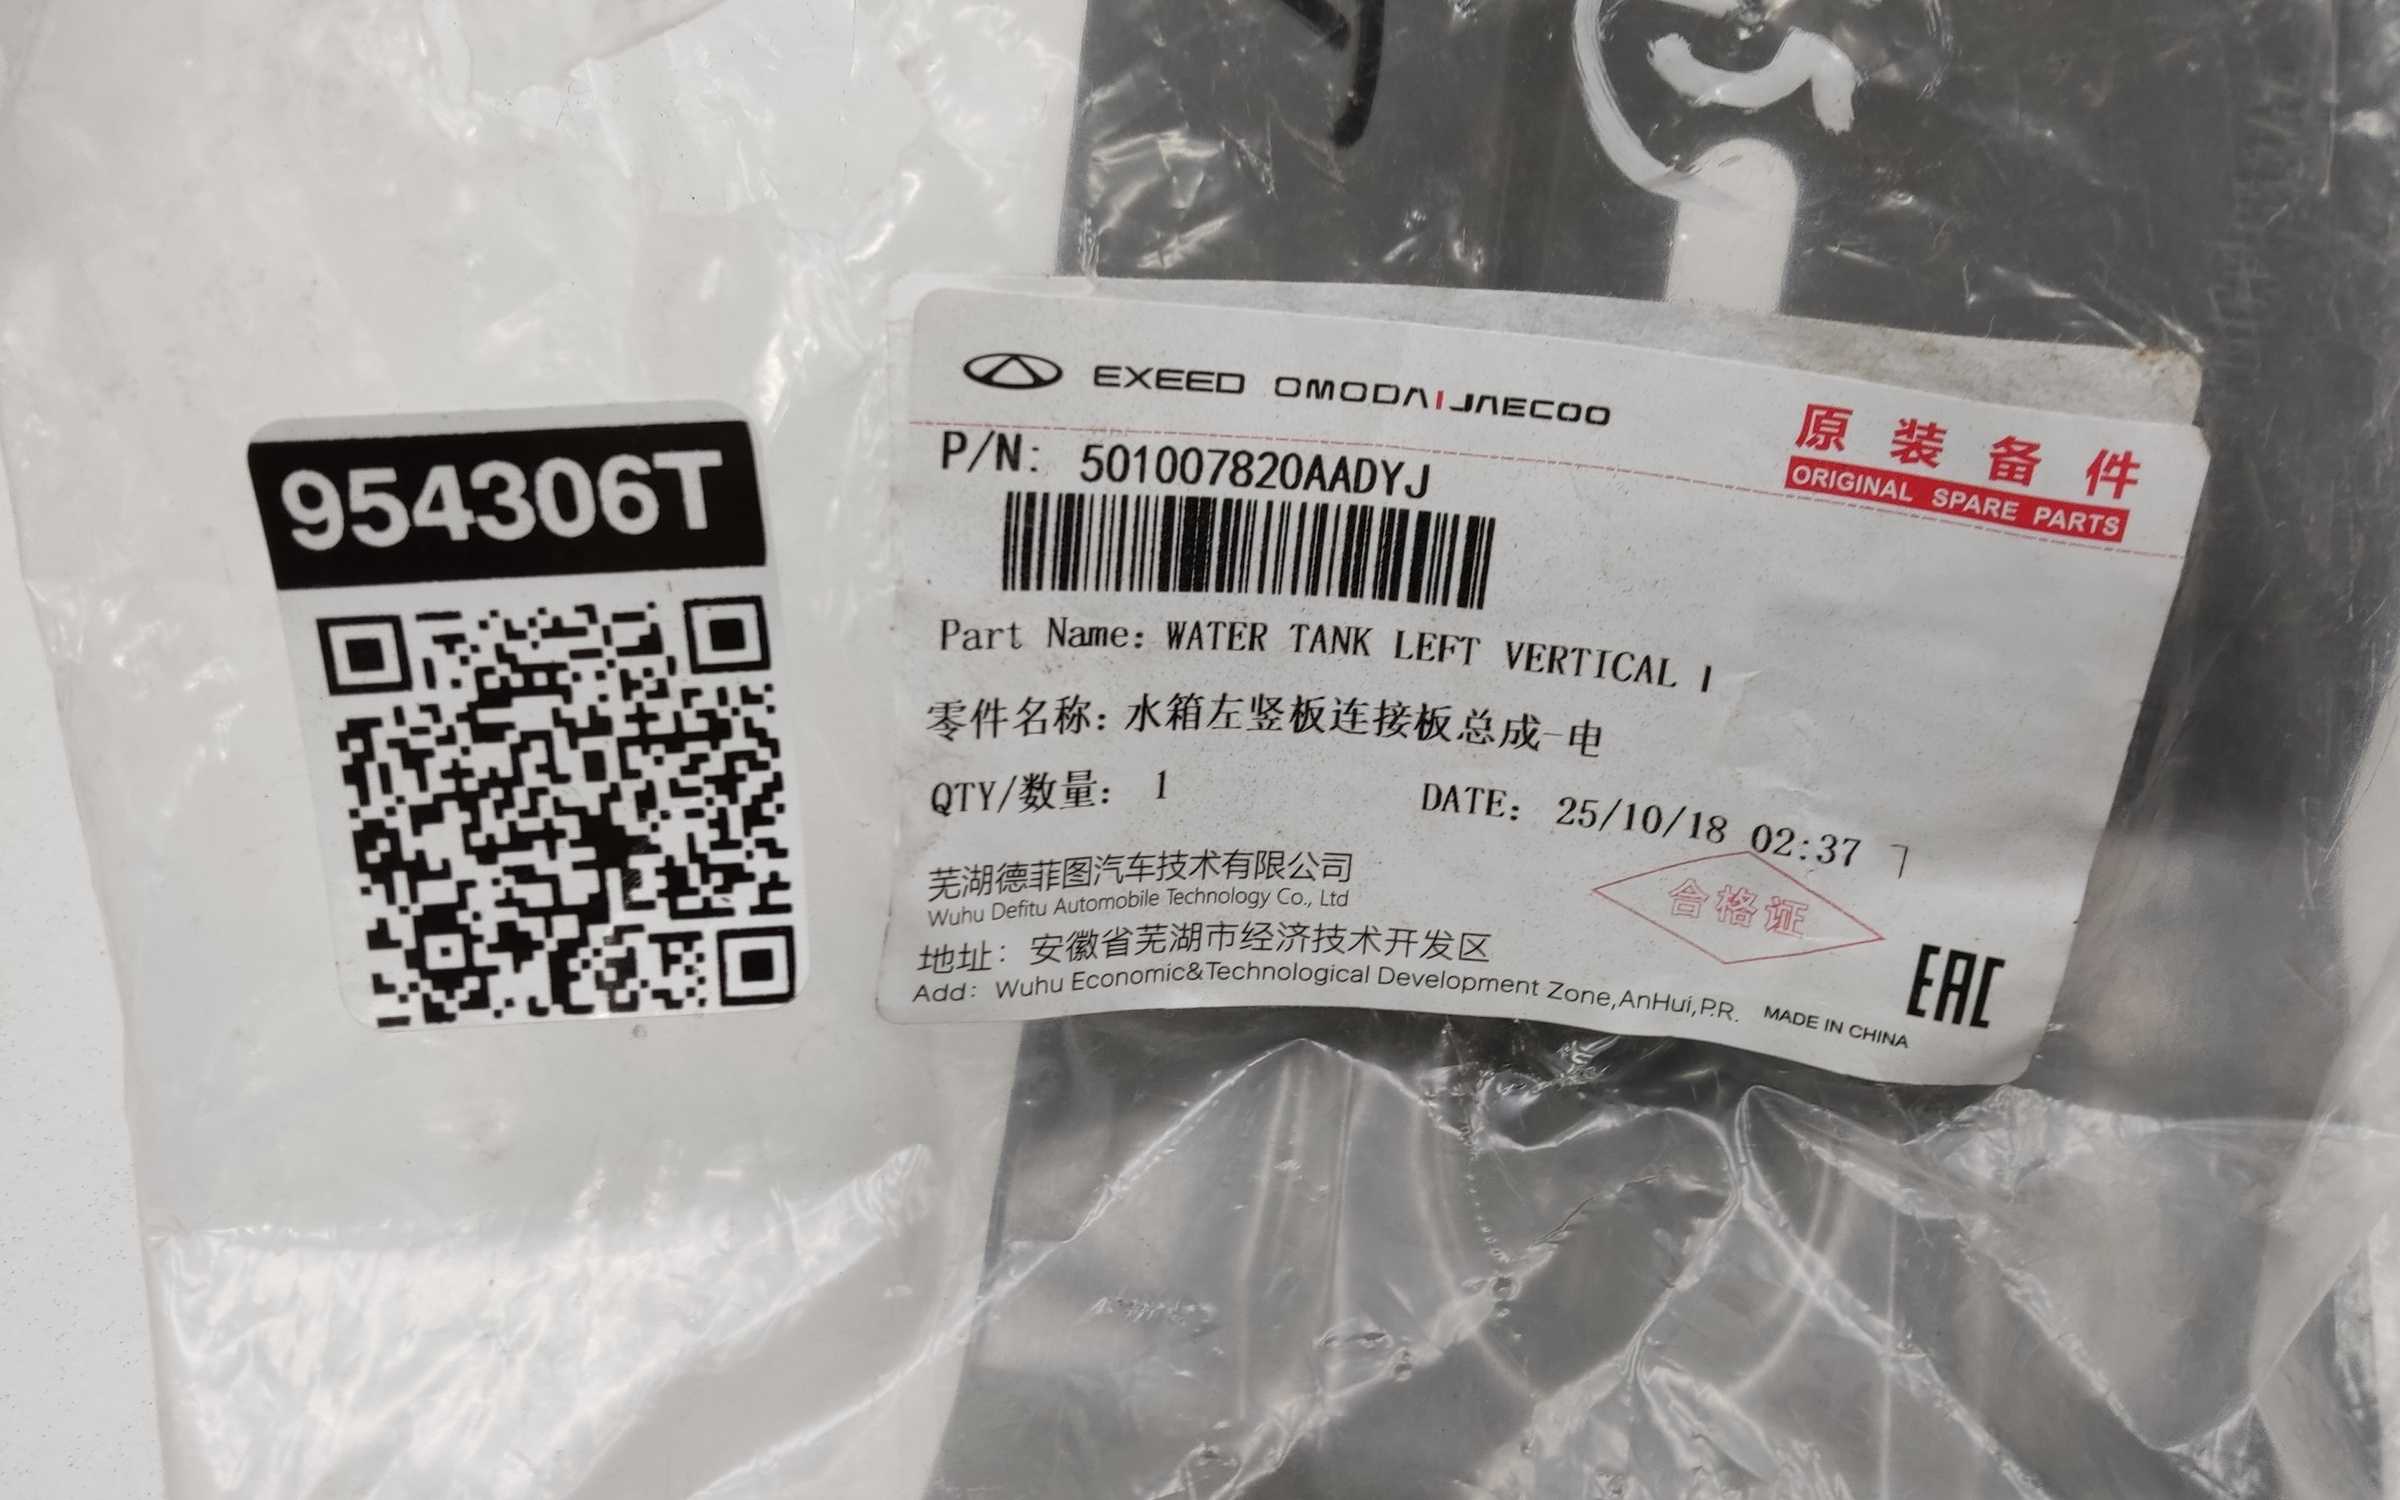 954306T
EXEED OMODA|JAECOO
原装备件
ORIGINAL SPARE PARTS
P/N: 501007820AADYJ
Part Name: WATER TANK LEFT VERTICAL
零件名称: 水箱左竖板连接板总成-电
QTY/数量: 1
DATE: 25/10/18 02:37
芜湖德菲图汽车技术有限公司
Wuhu Defitu Automobile Technology Co., Ltd
合格证
地址: 安徽省芜湖市经济技术开发区
Add: Wuhu Economic&Technological Development Zone,AnHui,P.R.
MADE IN CHINA
EAC